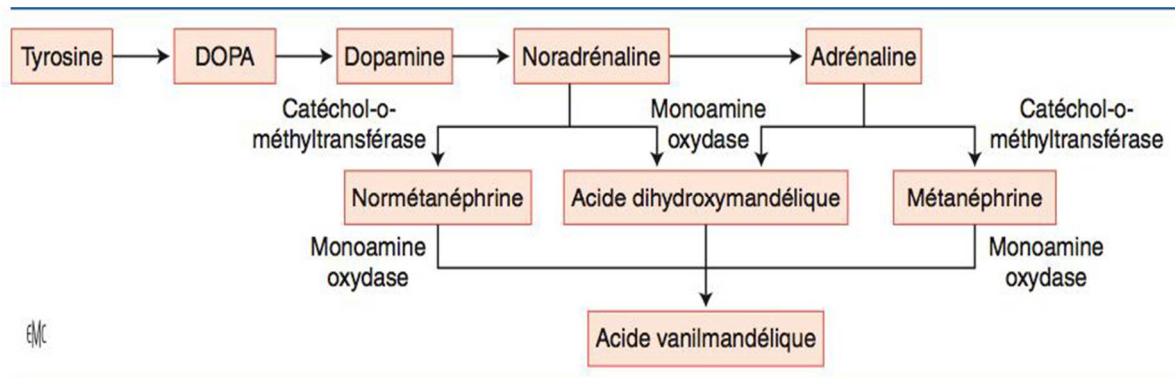 Tyrosine
DOPA
Dopamine
Noradrénaline
Adrénaline
Catéchol-o-
méthyltransférase
Monoamine
oxydase
Catéchol-o-
méthyltransférase
Normétanéphrine
Acide dihydroxymandélique
Métanéphrine
Monoamine
oxydase
Monoamine
oxydase
Acide vanilmandélique
EMC